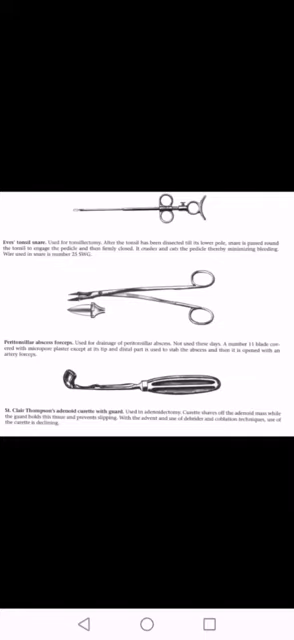 Eves' tonsil snare. Used for tonsillectomy. After the tonsil has been dissected till its lower pole, snare is passed round
the tonsil to engage the pedicle and then firmly closed. It crushes and cuts the pedicle thereby minimizing bleeding.
Wire used in snare is number 25 SWG.
Peritonsillar abscess forceps. Used for drainage of peritonsillar abscess. Not used these days. A number 11 blade cov-
ered with micropore plaster except at its tip and distal part is used to stab the abscess and then it is opened with an
artery forceps.
St. Clair Thompson's adenoid curette with guard. Used in adenoidectomy. Curette shaves off the adenoid mass while
the guard holds this tissue and prevents slipping. With the advent and use of debrider and coblation techniques, use of
the curette is declining.